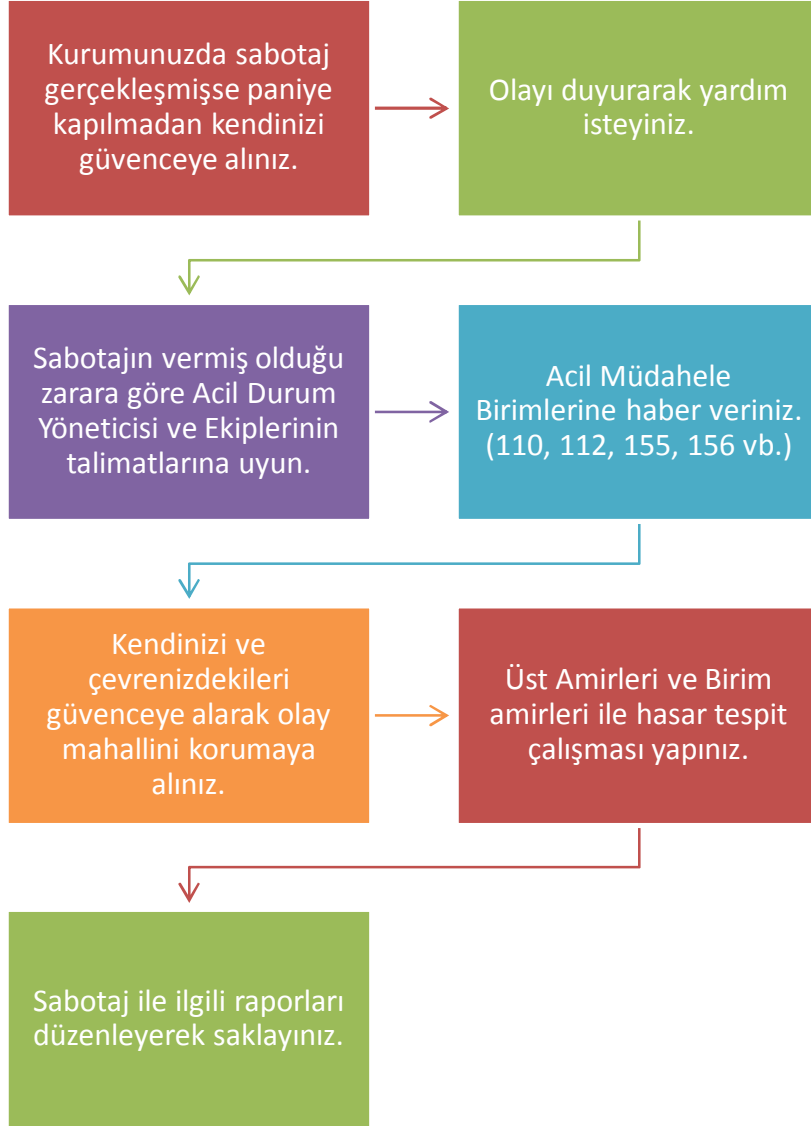 Kurumunuzda sabotaj
gerçekleşmişse paniye
kapılmadan kendinizi
güvenceye alınız.
Olayı duyurarak yardım
isteyiniz.
Sabotajın vermiş olduğu
zarara göre Acil Durum
Yöneticisi ve Ekiplerinin
talimatlarına uyun.
Acil Müdahele
Birimlerine haber veriniz.
(110, 112, 155, 156 vb.)
Kendinizi ve
çevrenizdekileri
güvenceye alarak olay
mahallini korumaya
alınız.
Üst Amirleri ve Birim
amirleri ile hasar tespit
çalışması yapınız.
Sabotaj ile ilgili raporları
düzenleyerek saklayınız.